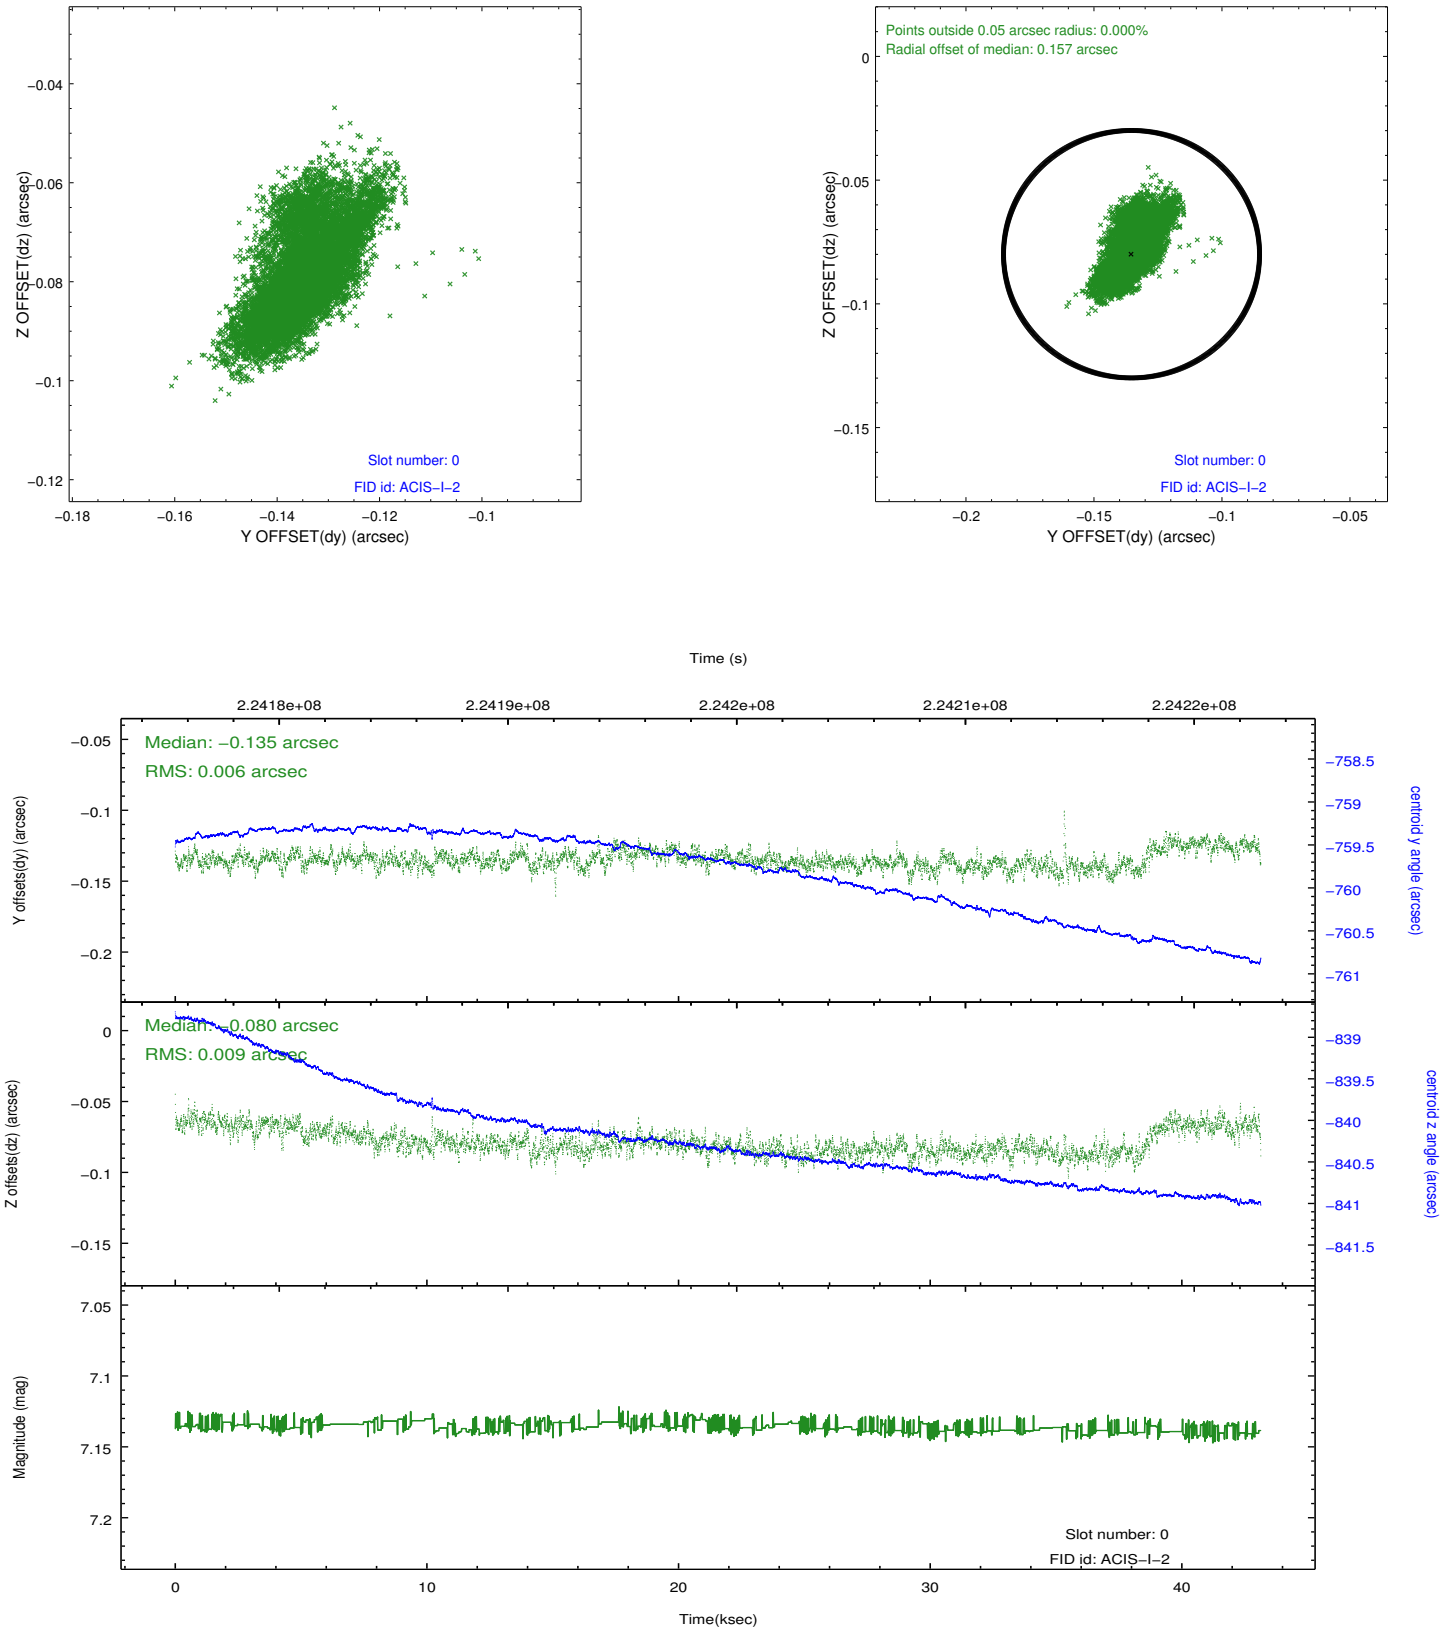 −0.04
−0.06
−0.08
−0.1
−0.12
Z OFFSET(dz) (arcsec)
Slot number: 0
FID id: ACIS−I−2
−0.18 −0.16 −0.14 −0.12 −0.1
Y OFFSET(dy) (arcsec)
Points outside 0.05 arcsec radius: 0.000%
Radial offset of median: 0.157 arcsec
0
−0.05
−0.1
−0.15
Z OFFSET(dz) (arcsec)
Slot number: 0
FID id: ACIS−I−2
−0.2 −0.15 −0.1 −0.05
Y OFFSET(dy) (arcsec)
Time (s)
2.2418e+08 2.2419e+08 2.242e+08 2.2421e+08 2.2422e+08
Median: −0.135 arcsec
RMS: 0.006 arcsec
−0.05
−0.1
−0.15
−0.2
Y offsets(dy) (arcsec)
−758.5
−759
−759.5
−760
−760.5
−761
centroid y angle (arcsec)
Median: −0.080 arcsec
RMS: 0.009 arcsec
0
−0.05
−0.1
−0.15
Z offsets(dz) (arcsec)
−839
−839.5
−840
−840.5
−841
−841.5
centroid z angle (arcsec)
7.05
7.1
7.15
7.2
Magnitude (mag)
Slot number: 0
FID id: ACIS−I−2
0 10 20 30 40
Time(ksec)